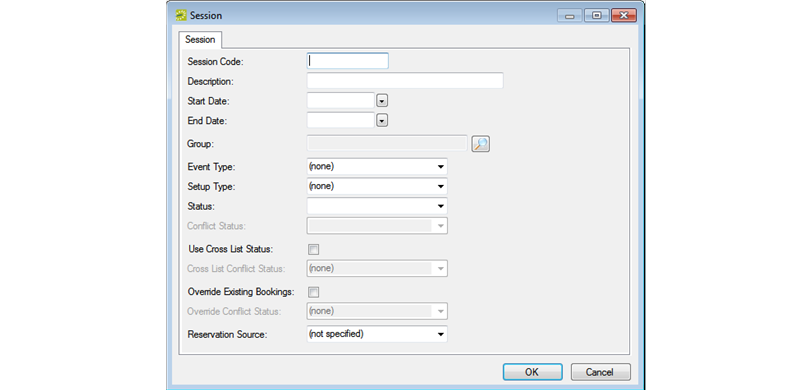 Session
Session
Session Code:
Description:
Start Date:
End Date:
Group:
Event Type: (none)
Setup Type: (none)
Status:
Conflict Status:
Use Cross List Status:
Cross List Conflict Status: (none)
Override Existing Bookings:
Override Conflict Status: (none)
Reservation Source: (not specified)
OK Cancel